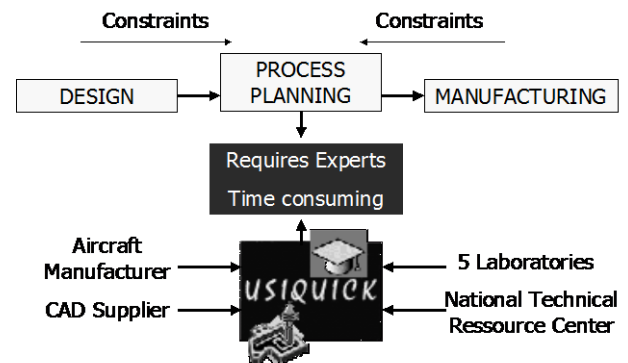 Constraints
Constraints
DESIGN
PROCESS
PLANNING
MANUFACTURING
Requires Experts
Time consuming
Aircraft
Manufacturer
CAD Supplier
USIQUICK
5 Laboratories
National Technical
Ressource Center